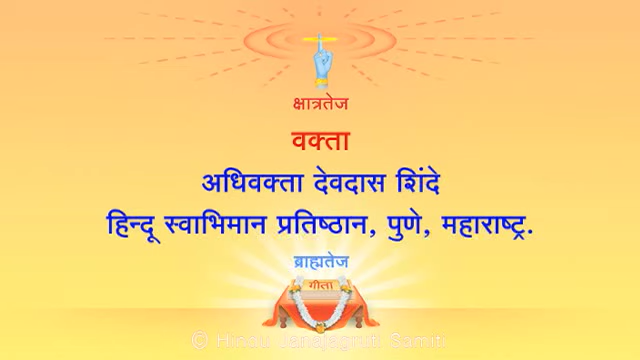 क्षात्रतेज
वक्ता
अधिवक्ता देवदास शिंदे
हिन्दू स्वाभिमान प्रतिष्ठान, पुणे, महाराष्ट्र.
ब्राह्मतेज
गीता
© Hindu Janajagruti Samiti